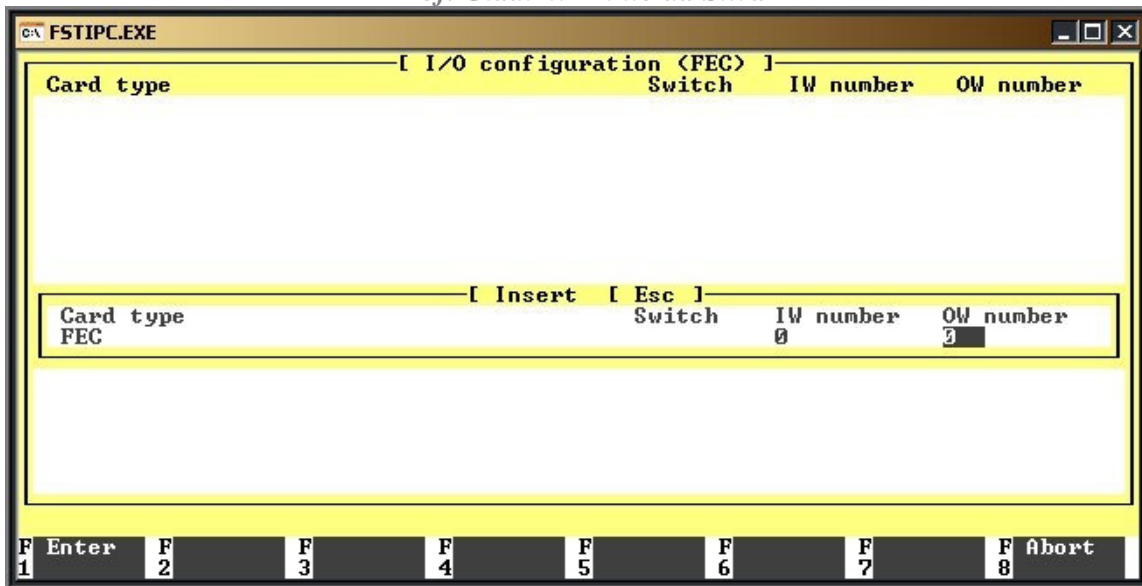 FSTIPC.EXE
[ I/O configuration (FEC) ]
Card type Switch IW number OW number
[ Insert [ Esc ]
Card type Switch IW number OW number
FEC 0 0
F1 Enter F2 F3 F4 F5 F6 F7 F8 Abort